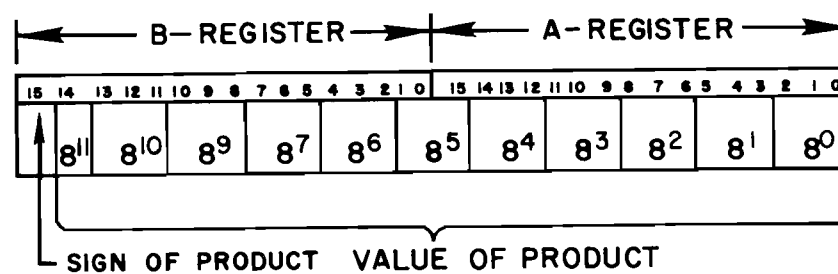 B-REGISTER A-REGISTER
15 14 13 12 11 10 9 8 7 6 5 4 3 2 1 0 15 14 13 12 11 10 9 8 7 6 5 4 3 2 1 0
8¹¹ 8¹⁰ 8⁹ 8⁷ 8⁶ 8⁵ 8⁴ 8³ 8² 8¹ 8⁰
SIGN OF PRODUCT VALUE OF PRODUCT